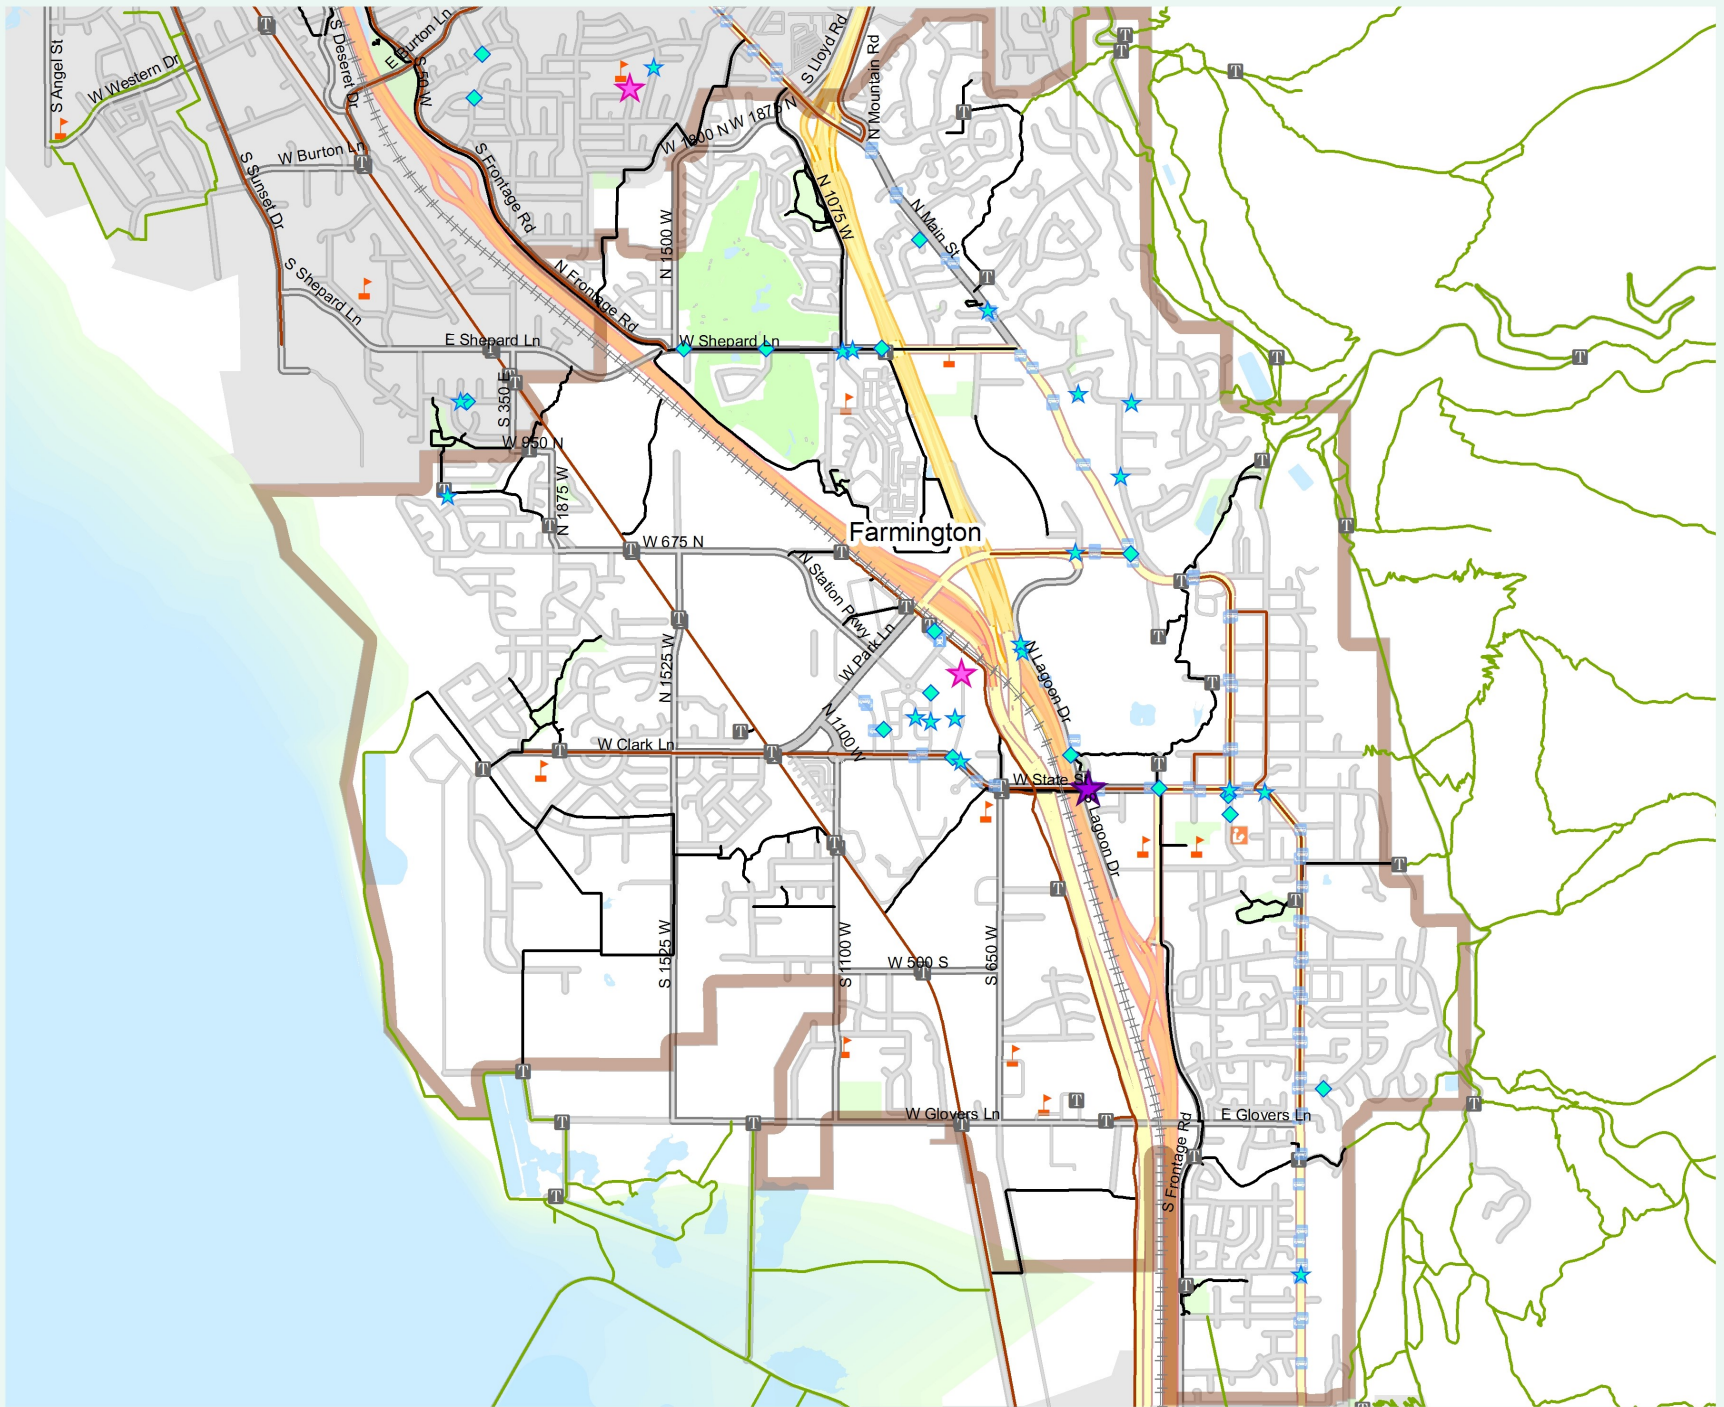 S Angel St
W Western Dr
S Deseret Dr
E Burton Ln
S 50 W
S Lloyd Rd
N Mountain Rd
W 1800 N
W 1875 N
W Burton Ln
S Sunset Dr
S Frontage Rd
N 1075 W
N 1500 W
N Main St
S Shepard Ln
N Frontage Rd
E Shepard Ln
W Shepard Ln
S 350 E
W 950 N
N 1875 W
Farmington
W 675 N
N Station Pkwy
W Park Ln
N 1525 W
N Lagoon Dr
N 1100 W
W Clark Ln
W State St
S Lagoon Dr
S 1525 W
S 1100 W
W 500 S
S 650 W
W Glovers Ln
E Glovers Ln
S Frontage Rd